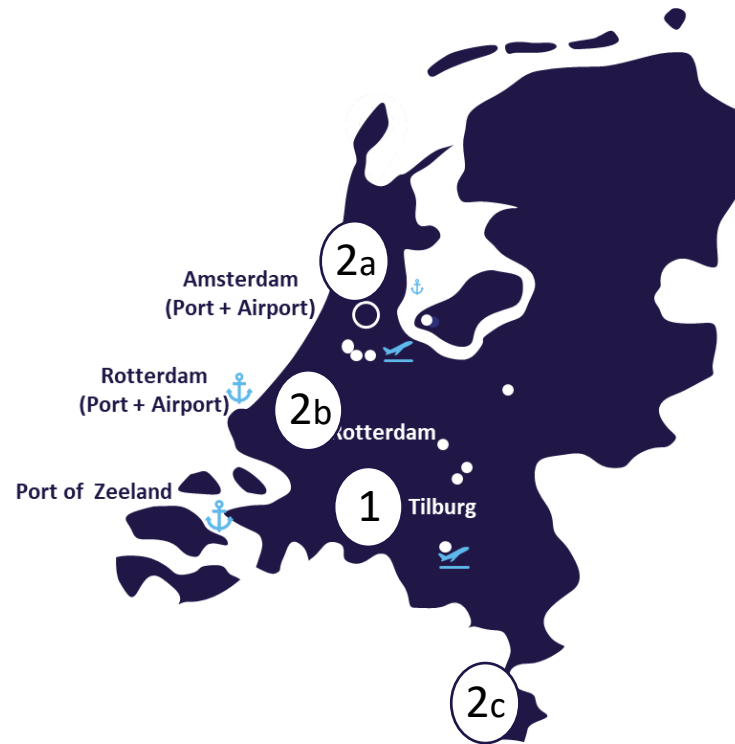 2a
Amsterdam
(Port + Airport)
Rotterdam
(Port + Airport)
2b
Rotterdam
Port of Zeeland
1
Tilburg
2c